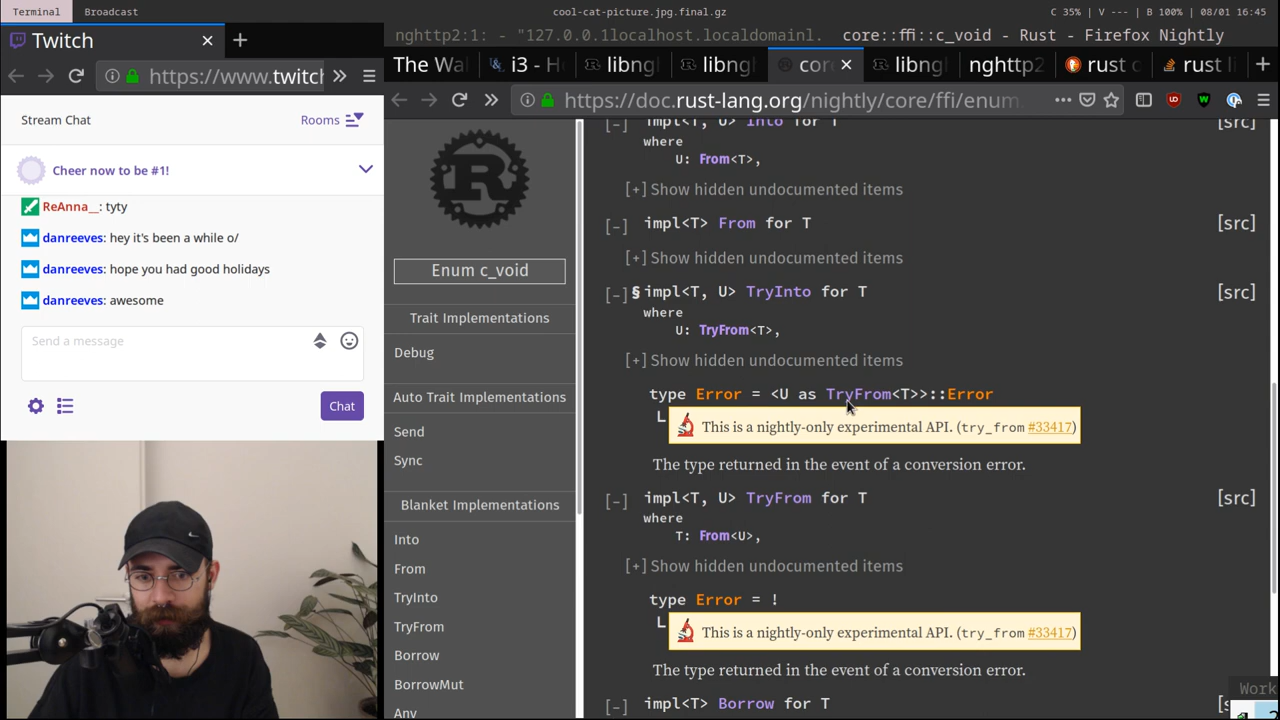 Terminal Broadcast cool-cat-picture.jpg.final.gz C 35% | V --- | B 100% | 08/01 16:45
Twitch
https://www.twitch
Stream Chat Rooms
Cheer now to be #1!
ReAnna__: tyty
danreeves: hey it's been a while o/
danreeves: hope you had good holidays
danreeves: awesome
Send a message
Chat
nghttp2:1: - "127.0.0.1localhost.localdomainl. core::ffi::c_void - Rust - Firefox Nightly
The Wa i3 - H libng libng core libng nghttp2 rust c rust li
https://doc.rust-lang.org/nightly/core/ffi/enum.
Enum c_void
Trait Implementations
Debug
Auto Trait Implementations
Send
Sync
Blanket Implementations
Into
From
TryInto
TryFrom
Borrow
BorrowMut
Any
[-] impl<T, U> Into for T [src]
where
U: From<T>,
[+] Show hidden undocumented items
[-] impl<T> From for T [src]
[+] Show hidden undocumented items
[-] § impl<T, U> TryInto for T [src]
where
U: TryFrom<T>,
[+] Show hidden undocumented items
type Error = <U as TryFrom<T>>::Error
This is a nightly-only experimental API. (try_from #33417)
The type returned in the event of a conversion error.
[-] impl<T, U> TryFrom for T [src]
where
T: From<U>,
[+] Show hidden undocumented items
type Error = !
This is a nightly-only experimental API. (try_from #33417)
The type returned in the event of a conversion error.
[-] impl<T> Borrow for T
Work